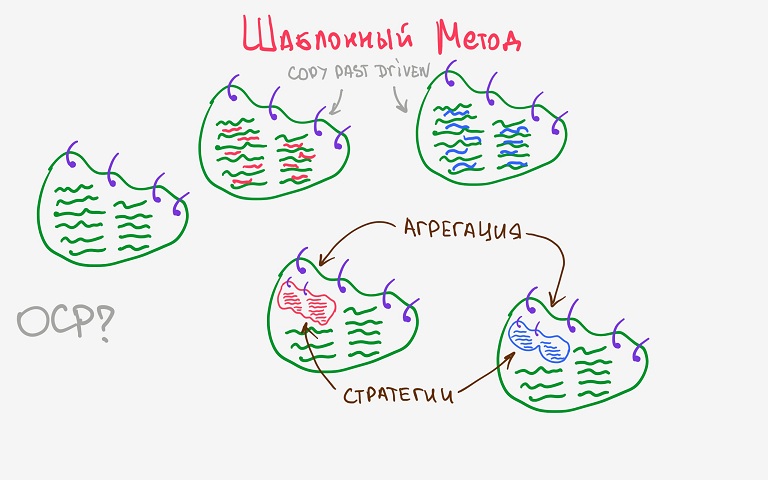 Шаблонный Метод
COPY PAST DRIVEN
АГРЕГАЦИЯ
OCP?
СТРАТЕГИИ